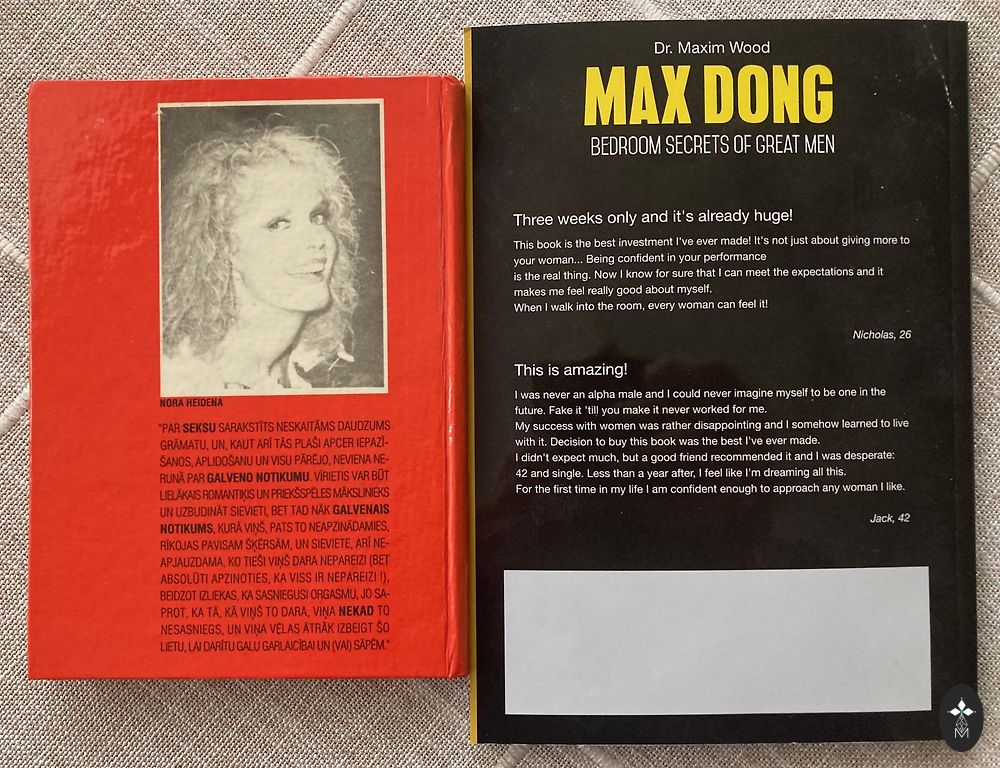 NORA HEIDENA
"PAR SEKSU SARAKSTĪTS NESKAITĀMS DAUDZUMS
GRĀMATU, UN, KAUT ARĪ TĀS PLAŠI APCER IEPAZĪ-
ŠANOS, APLIDOŠANU UN VISU PĀRĒJO, NEVIENA NE-
RUNĀ PAR GALVENO NOTIKUMU. VĪRIETIS VAR BŪT
LIELĀKAIS ROMANTIĶIS UN PRIEKŠSPĒLES MĀKSLINIEKS
UN UZBUDINĀT SIEVIETI, BET TAD NĀK GALVENAIS
NOTIKUMS, KURĀ VIŅŠ, PATS TO NEAPZINĀDAMIES,
RĪKOJAS PAVISAM ŠĶĒRSĀM, UN SIEVIETE, ARĪ NE-
APJAUZDAMA, KO TIEŠI VIŅŠ DARA NEPAREIZI (BET
ABSOLŪTI APZINOTIES, KA VISS IR NEPAREIZI !),
BEIDZOT IZLIEKAS, KA SASNIEGUSI ORGASMU, JO SA-
PROT, KA TĀ, KĀ VIŅŠ TO DARA, VIŅA NEKAD TO
NESASNIEGS, UN VIŅA VĒLAS ĀTRĀK IZBEIGT ŠO
LIETU, LAI DARĪTU GALU GARLAICĪBAI UN (VAI) SĀPĒM."
Dr. Maxim Wood
MAX DONG
BEDROOM SECRETS OF GREAT MEN
Three weeks only and it's already huge!
This book is the best investment I've ever made! It's not just about giving more to
your woman... Being confident in your performance
is the real thing. Now I know for sure that I can meet the expectations and it
makes me feel really good about myself.
When I walk into the room, every woman can feel it!
Nicholas, 26
This is amazing!
I was never an alpha male and I could never imagine myself to be one in the
future. Fake it 'till you make it never worked for me.
My success with women was rather disappointing and I somehow learned to live
with it. Decision to buy this book was the best I've ever made.
I didn't expect much, but a good friend recommended it and I was desperate:
42 and single. Less than a year after, I feel like I'm dreaming all this.
For the first time in my life I am confident enough to approach any woman I like.
Jack, 42
M